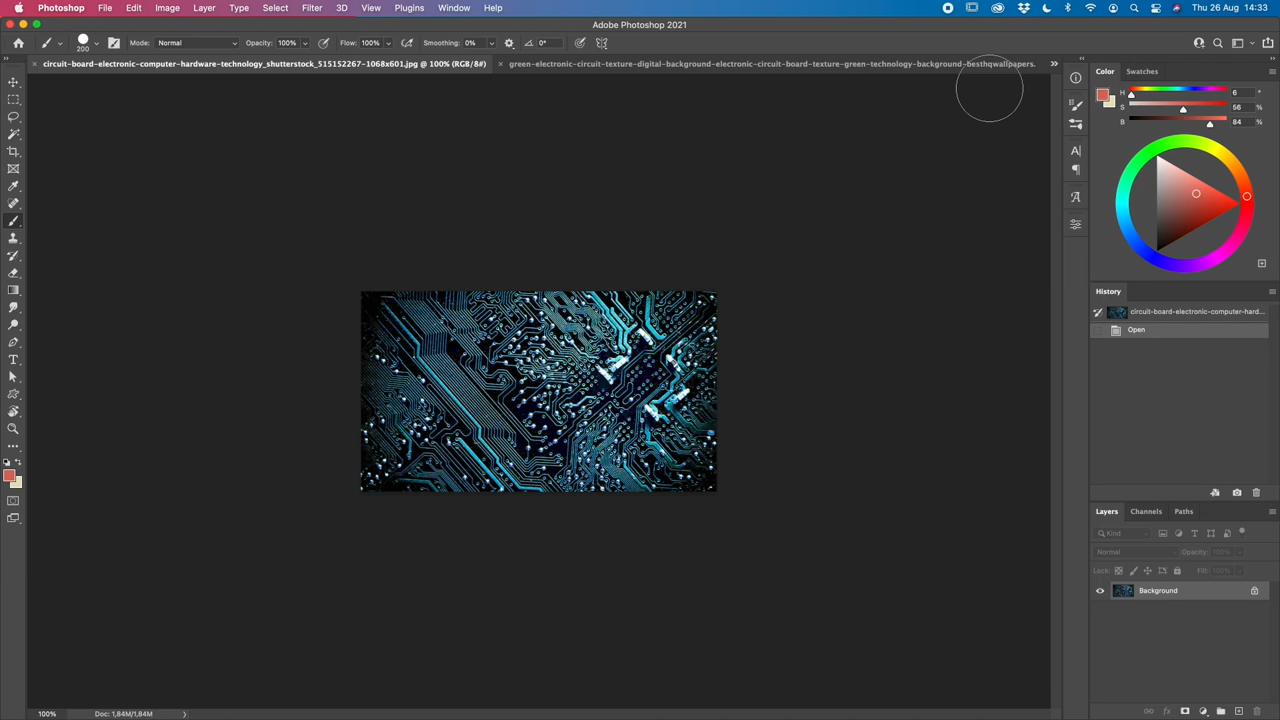 Photoshop File Edit Image Layer Type Select Filter 3D View Plugins Window Help Thu 26 Aug 14:33
Adobe Photoshop 2021
200 Mode: Normal Opacity: 100% Flow: 100% Smoothing: 0% 0°
circuit-board-electronic-computer-hardware-technology_shutterstock_515152267-1068x601.jpg @ 100% (RGB/8#) green-electronic-circuit-texture-digital-background-electronic-circuit-board-texture-green-technology-background-besthqwallpapers.
Color Swatches
H 6 °
S 56 %
B 84 %
History
circuit-board-electronic-computer-hard...
Open
Layers Channels Paths
Kind
Normal Opacity: 100%
Lock: Fill: 100%
Background
100% Doc: 1,84M/1,84M